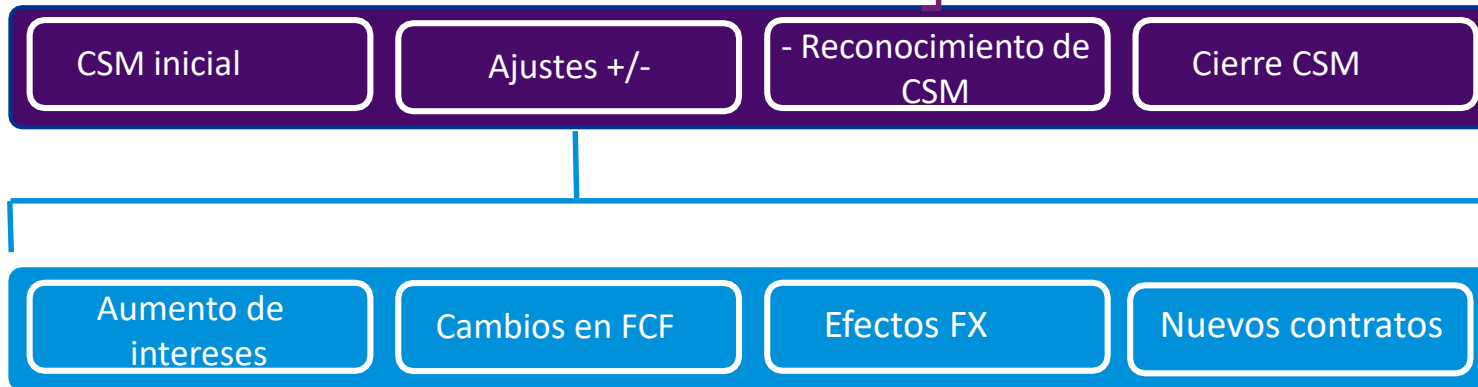 CSM inicial
Ajustes +/-
- Reconocimiento de
CSM
Cierre CSM
Aumento de
intereses
Cambios en FCF
Efectos FX
Nuevos contratos